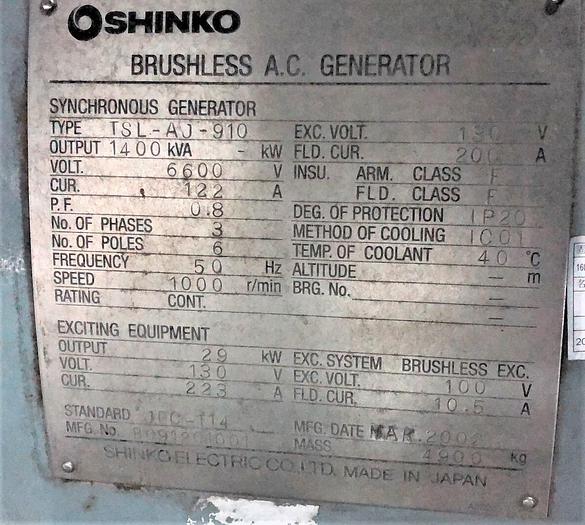 SHINKO
BRUSHLESS A.C. GENERATOR
SYNCHRONOUS GENERATOR
TYPE TSL-AJ-910
OUTPUT 1400 kVA - kW
VOLT. 6600 V
CUR. 122 A
P.F. 0.8
No. OF PHASES 3
No. OF POLES 6
FREQUENCY 50 Hz
SPEED 1000 r/min
RATING CONT.
EXC. VOLT. 130 V
FLD. CUR. A
INSU. ARM. CLASS F
FLD. CLASS F
DEG. OF PROTECTION IP20
METHOD OF COOLING IC01
TEMP. OF COOLANT 40 °C
ALTITUDE — m
BRG. No. —
—
EXCITING EQUIPMENT
OUTPUT 29 kW
VOLT. 130 V
CUR. 223 A
EXC. SYSTEM BRUSHLESS EXC.
EXC. VOLT. 100 V
FLD. CUR. 10.5 A
STANDARD
MFG. No.
MFG. DATE MAR. 2002
MASS 4900 kg
SHINKO ELECTRIC CO., LTD. MADE IN JAPAN